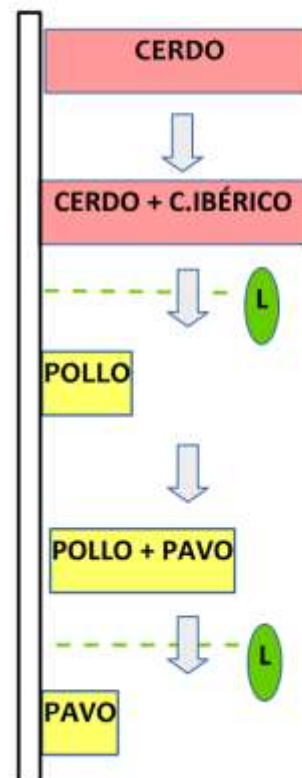 CERDO
CERDO + C.IBÉRICO
L
POLLO
POLLO + PAVO
L
PAVO